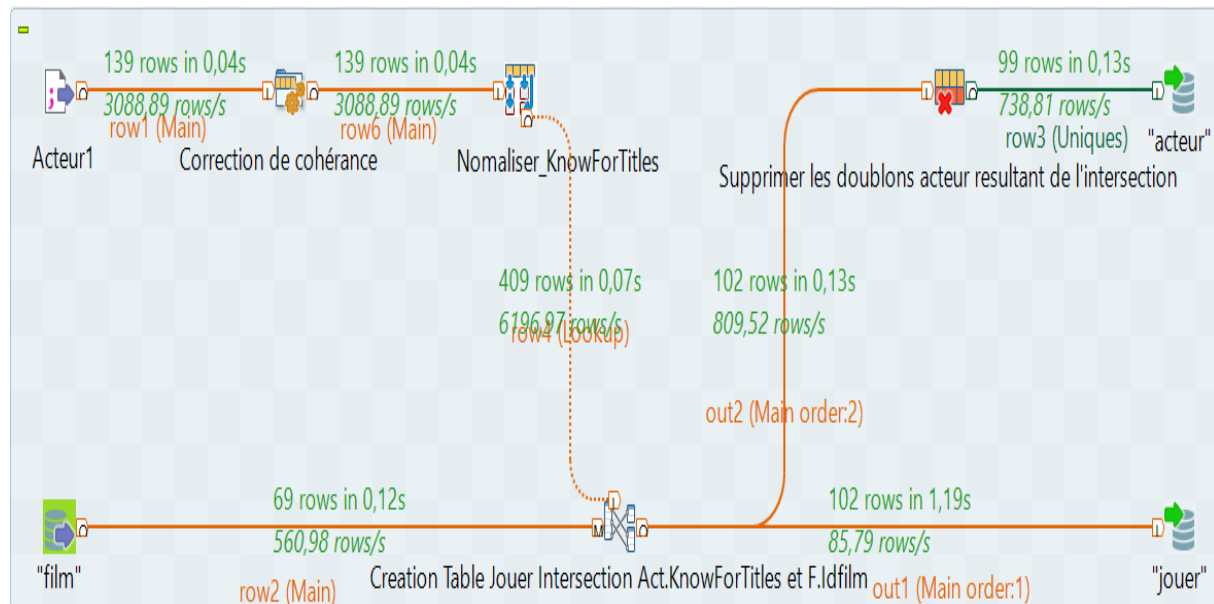 139 rows in 0,04s
3088,89 rows/s
row1 (Main)
139 rows in 0,04s
3088,89 rows/s
row6 (Main)
99 rows in 0,13s
738,81 rows/s
row3 (Uniques)
Acteur1
Correction de cohérance
Nomaliser_KnowForTitles
"acteur"
Supprimer les doublons acteur resultant de l'intersection
409 rows in 0,07s
6196,97 rows/s
row4 (Lookup)
102 rows in 0,13s
809,52 rows/s
out2 (Main order:2)
69 rows in 0,12s
560,98 rows/s
row2 (Main)
102 rows in 1,19s
85,79 rows/s
out1 (Main order:1)
"film"
Creation Table Jouer Intersection Act.KnowForTitles et F.Idfilm
"jouer"